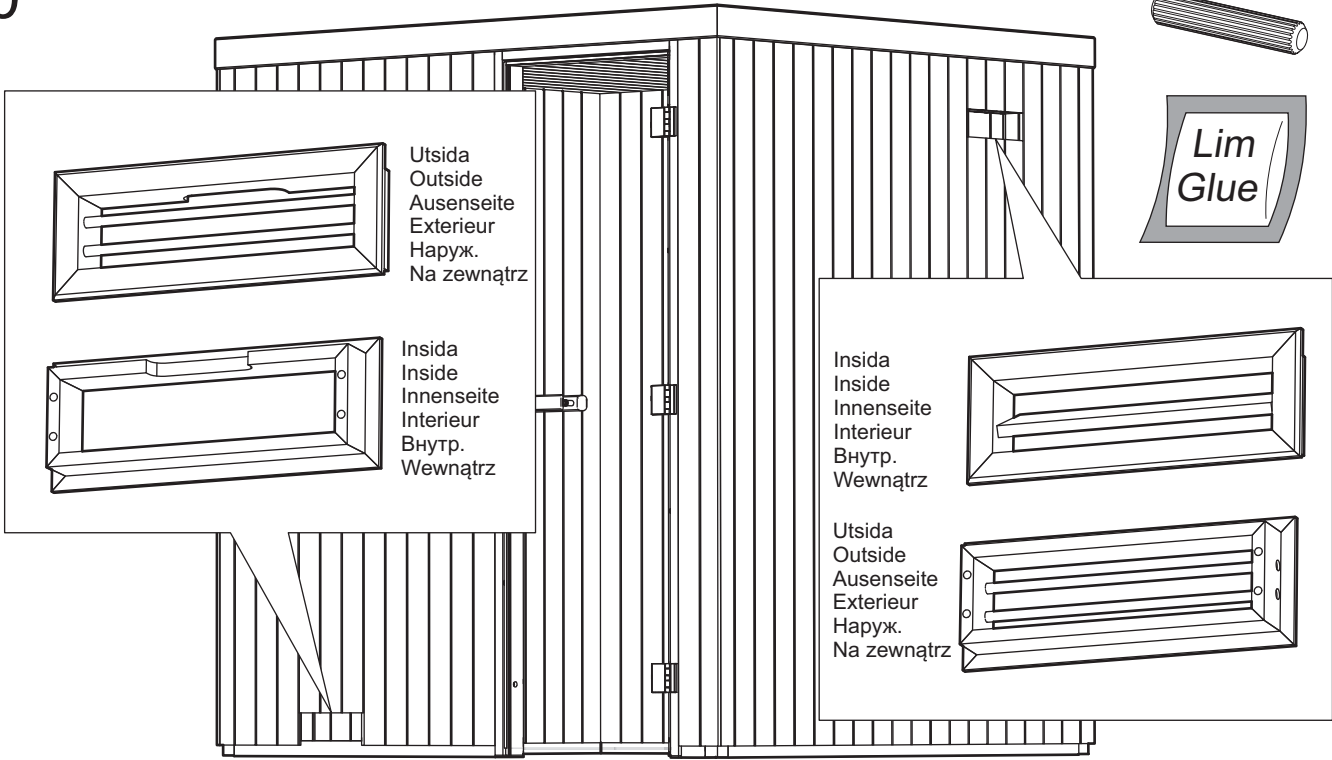 Utsida
Outside
Ausenseite
Exterieur
Наруж.
Na zewnątrz
Insida
Inside
Innenseite
Interieur
Внутр.
Wewnątrz
Lim
Glue
Insida
Inside
Innenseite
Interieur
Внутр.
Wewnątrz
Utsida
Outside
Ausenseite
Exterieur
Наруж.
Na zewnątrz